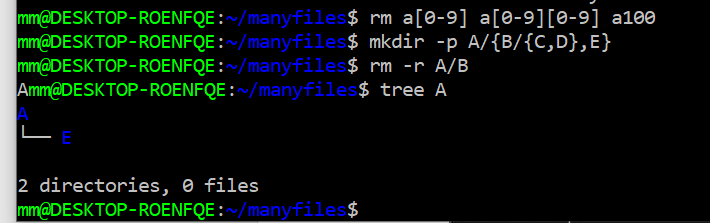 mm@DESKTOP-ROENFQE:~/manyfiles$ rm a[0-9] a[0-9][0-9] a100
mm@DESKTOP-ROENFQE:~/manyfiles$ mkdir -p A/{B/{C,D},E}
mm@DESKTOP-ROENFQE:~/manyfiles$ rm -r A/B
Amm@DESKTOP-ROENFQE:~/manyfiles$ tree A
A
└── E

2 directories, 0 files
mm@DESKTOP-ROENFQE:~/manyfiles$